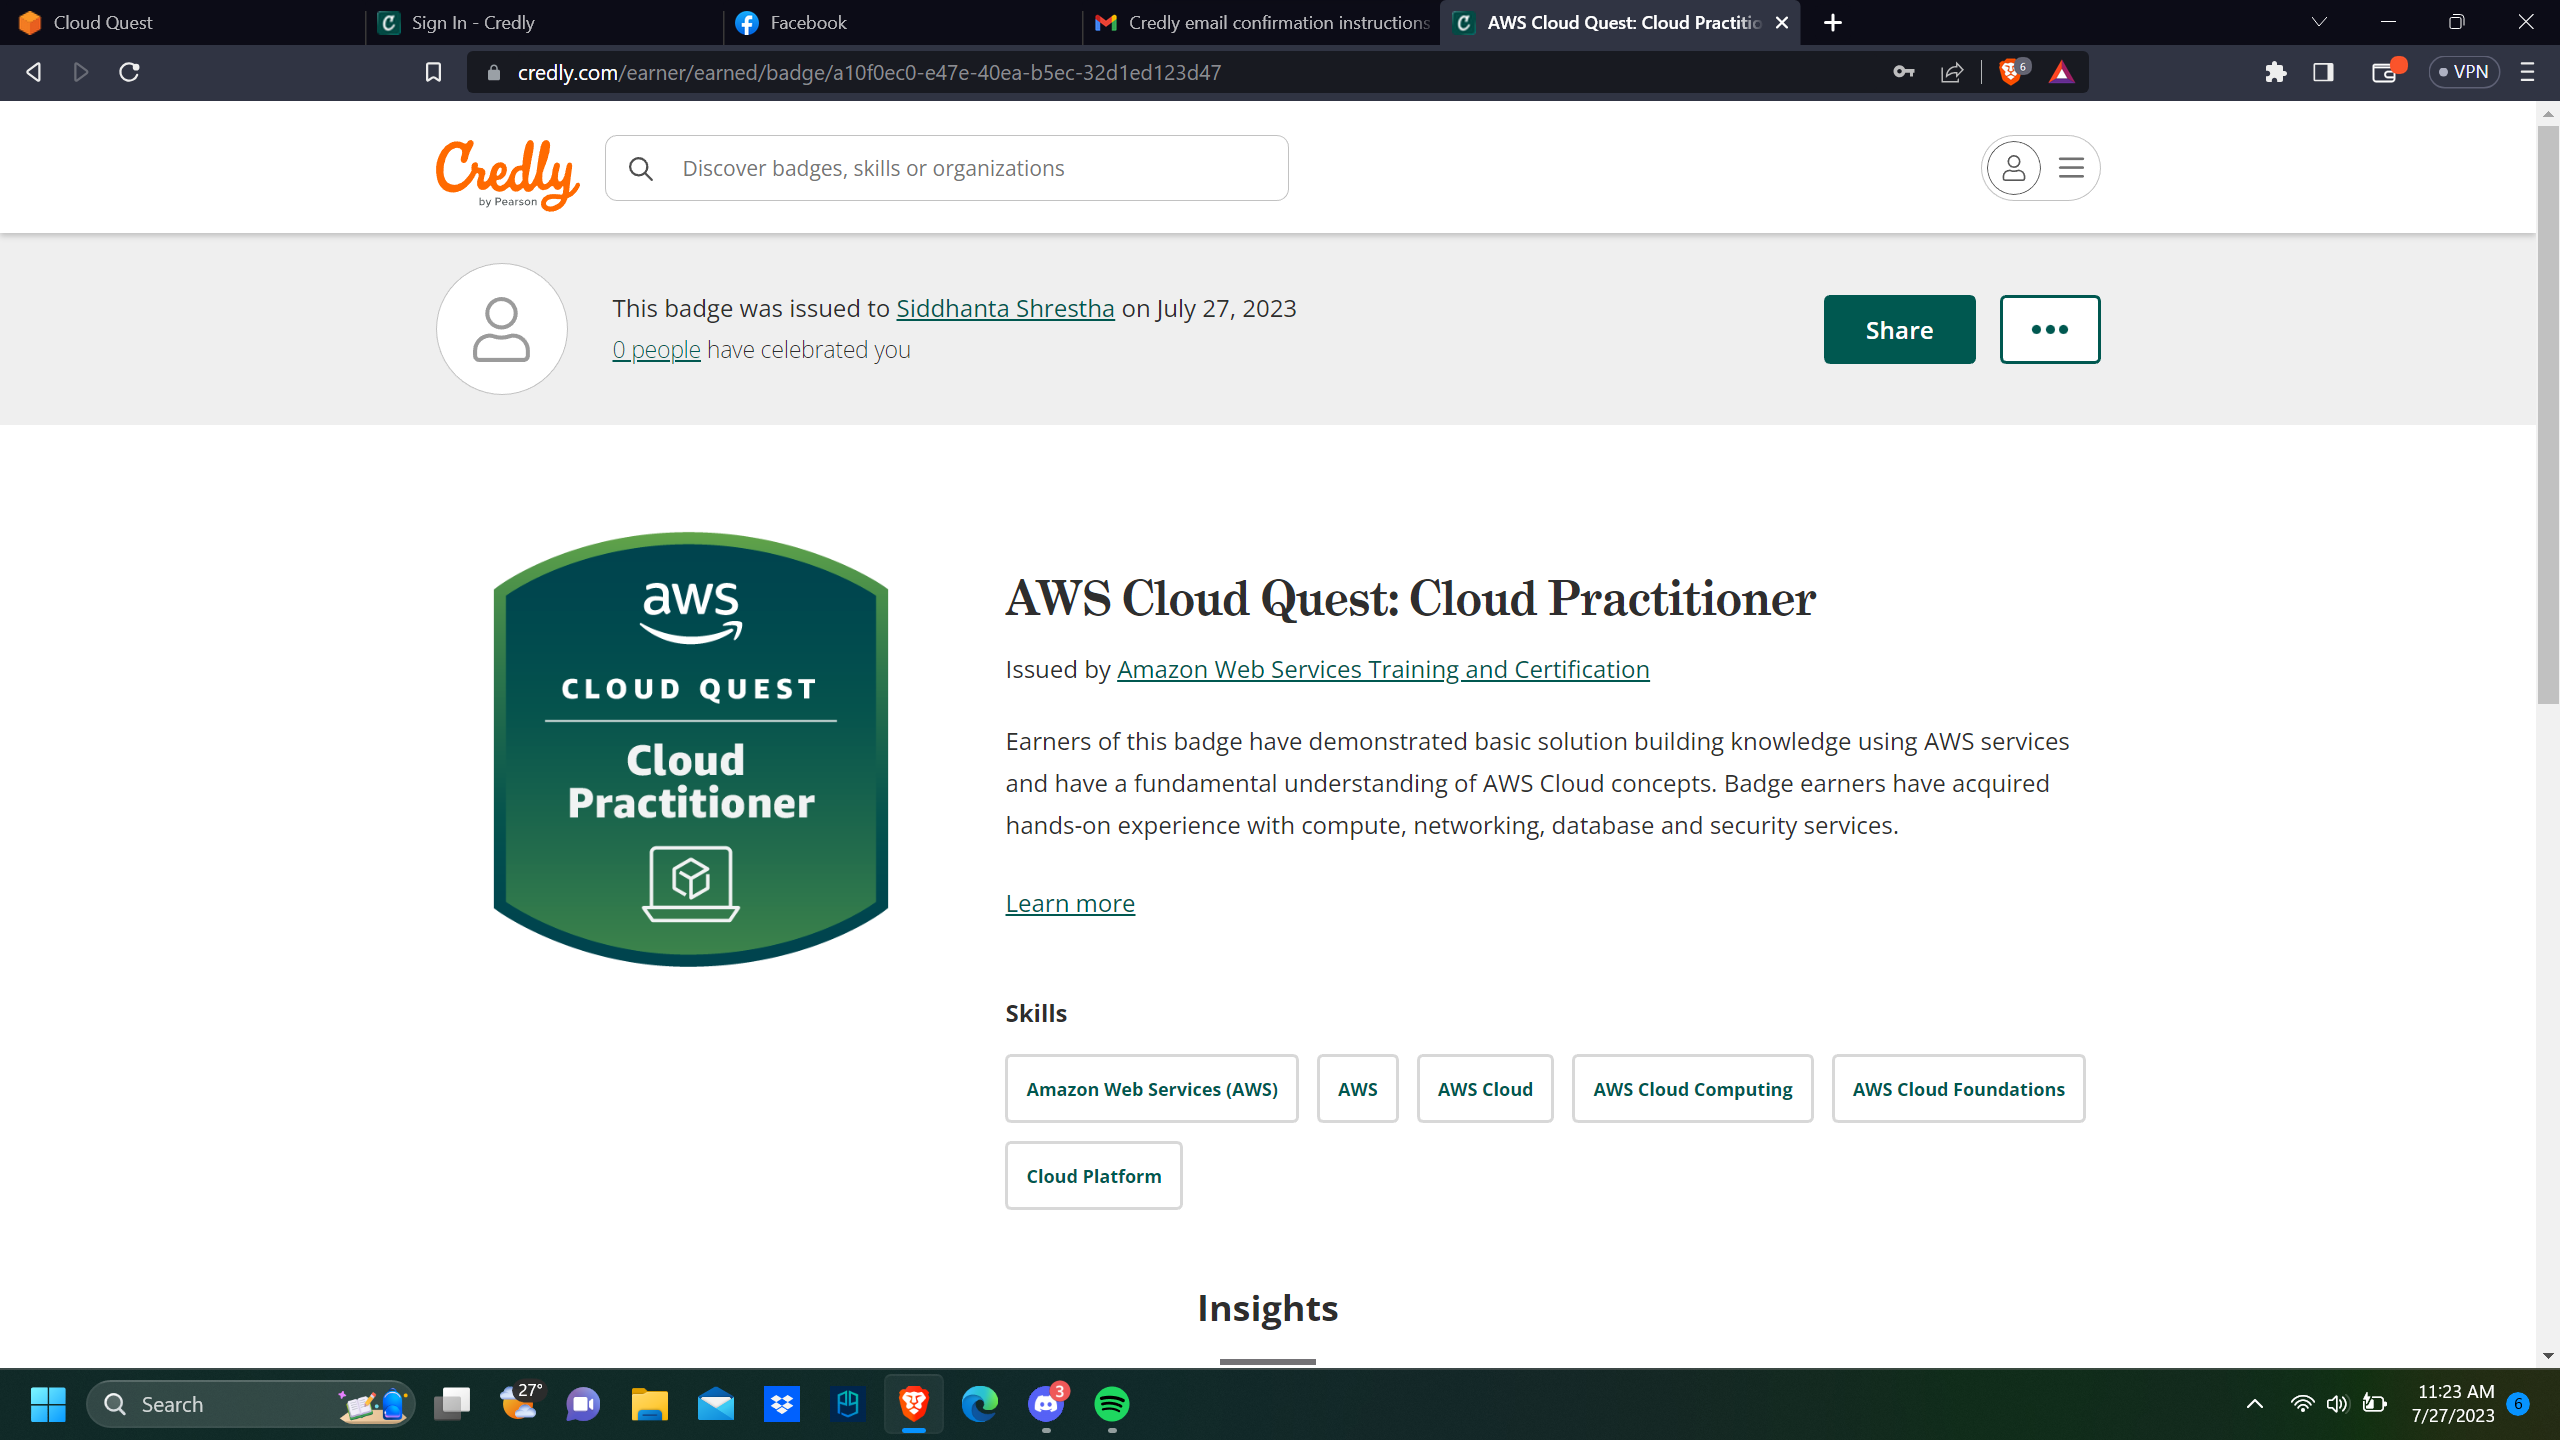 Cloud Quest
Sign In - Credly
Facebook
Credly email confirmation instructions
AWS Cloud Quest: Cloud Practitio
credly.com/earner/earned/badge/a10f0ec0-e47e-40ea-b5ec-32d1ed123d47
6
VPN
Credly
by Pearson
Discover badges, skills or organizations
This badge was issued to Siddhanta Shrestha on July 27, 2023
0 people have celebrated you
Share
aws
CLOUD QUEST
Cloud
Practitioner
AWS Cloud Quest: Cloud Practitioner
Issued by Amazon Web Services Training and Certification
Earners of this badge have demonstrated basic solution building knowledge using AWS services
and have a fundamental understanding of AWS Cloud concepts. Badge earners have acquired
hands-on experience with compute, networking, database and security services.
Learn more
Skills
Amazon Web Services (AWS)
AWS
AWS Cloud
AWS Cloud Computing
AWS Cloud Foundations
Cloud Platform
Insights
Search
27°
3
11:23 AM
7/27/2023
6